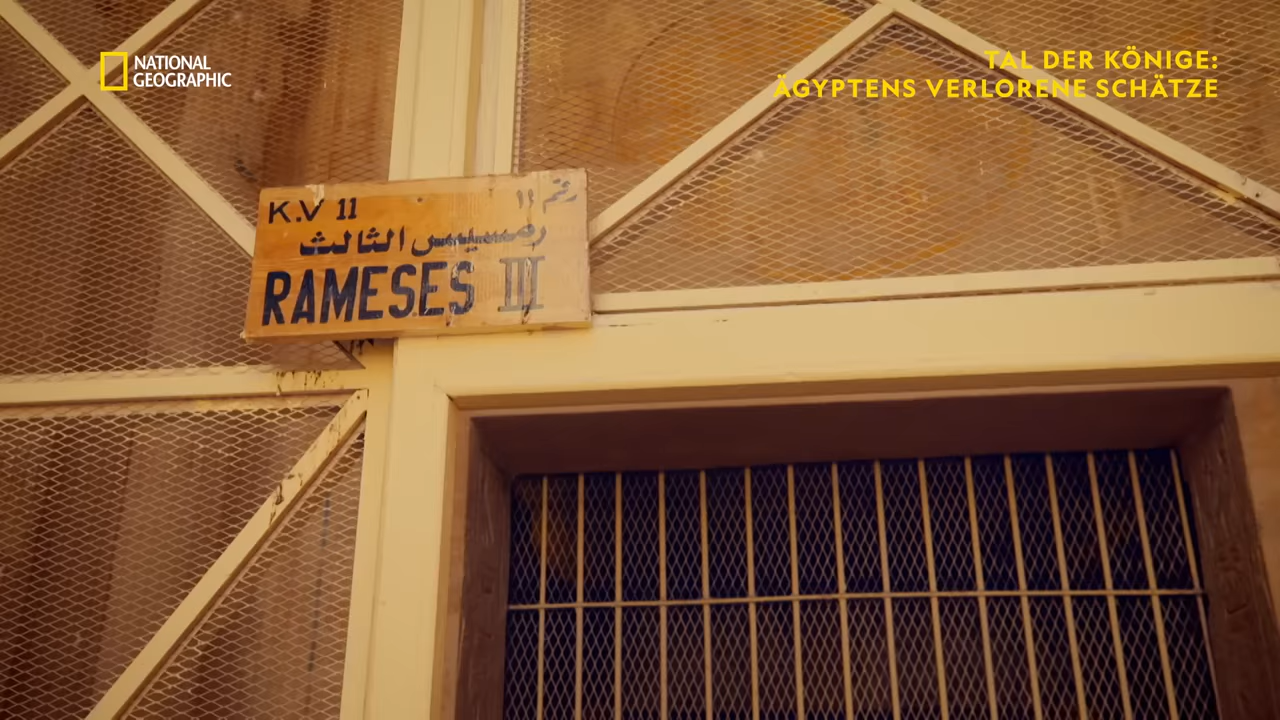 NATIONAL
GEOGRAPHIC
TAL DER KÖNIGE:
ÄGYPTENS VERLORENE SCHÄTZE
K.V 11
رقم ١١
رمسيس الثالث
RAMESES III